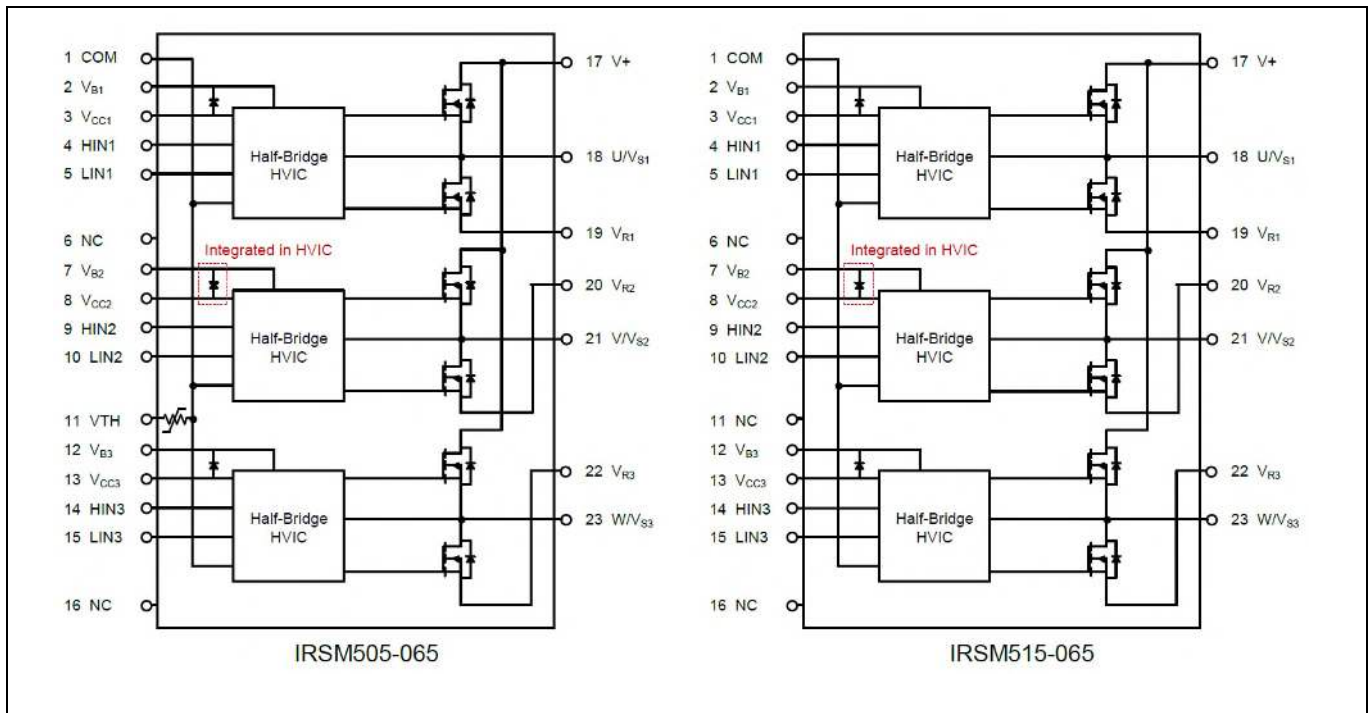 1 COM
2 VB1
3 VCC1
4 HIN1
5 LIN1
6 NC
7 VB2
8 VCC2
9 HIN2
10 LIN2
11 VTH
12 VB3
13 VCC3
14 HIN3
15 LIN3
16 NC
Half-Bridge
HVIC
Integrated in HVIC
Half-Bridge
HVIC
Half-Bridge
HVIC
17 V+
18 U/VS1
19 VR1
20 VR2
21 V/VS2
22 VR3
23 W/VS3
IRSM505-065
1 COM
2 VB1
3 VCC1
4 HIN1
5 LIN1
6 NC
7 VB2
8 VCC2
9 HIN2
10 LIN2
11 NC
12 VB3
13 VCC3
14 HIN3
15 LIN3
16 NC
Half-Bridge
HVIC
Integrated in HVIC
Half-Bridge
HVIC
Half-Bridge
HVIC
17 V+
18 U/VS1
19 VR1
20 VR2
21 V/VS2
22 VR3
23 W/VS3
IRSM515-065